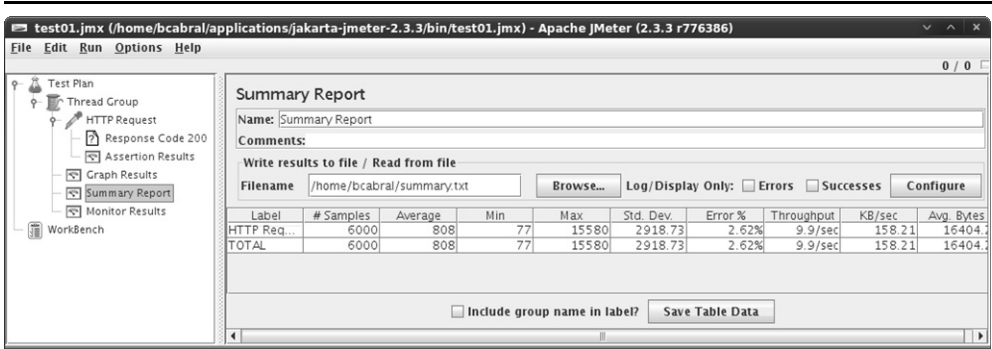 test01.jmx (/home/bcabral/applications/jakarta-jmeter-2.3.3/bin/test01.jmx) - Apache JMeter (2.3.3 r776386)
File Edit Run Options Help
0 / 0
Test Plan
Thread Group
HTTP Request
Response Code 200
Assertion Results
Graph Results
Summary Report
Monitor Results
WorkBench
Summary Report
Name: Summary Report
Comments:
Write results to file / Read from file
Filename /home/bcabral/summary.txt Browse... Log/Display Only: Errors Successes Configure
Label # Samples Average Min Max Std. Dev. Error % Throughput KB/sec Avg. Bytes
HTTP Req... 6000 808 77 15580 2918.73 2.62% 9.9/sec 158.21 16404.2
TOTAL 6000 808 77 15580 2918.73 2.62% 9.9/sec 158.21 16404.2
Include group name in label? Save Table Data